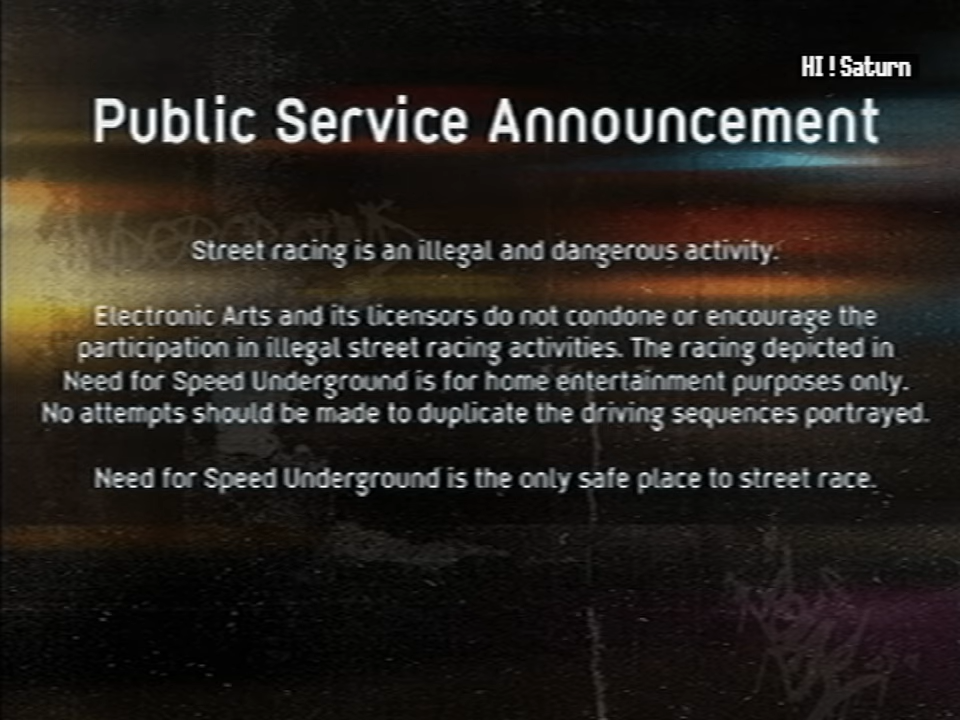 HI!Saturn
Public Service Announcement
Street racing is an illegal and dangerous activity.
Electronic Arts and its licensors do not condone or encourage the
participation in illegal street racing activities. The racing depicted in
Need for Speed Underground is for home entertainment purposes only.
No attempts should be made to duplicate the driving sequences portrayed.
Need for Speed Underground is the only safe place to street race.